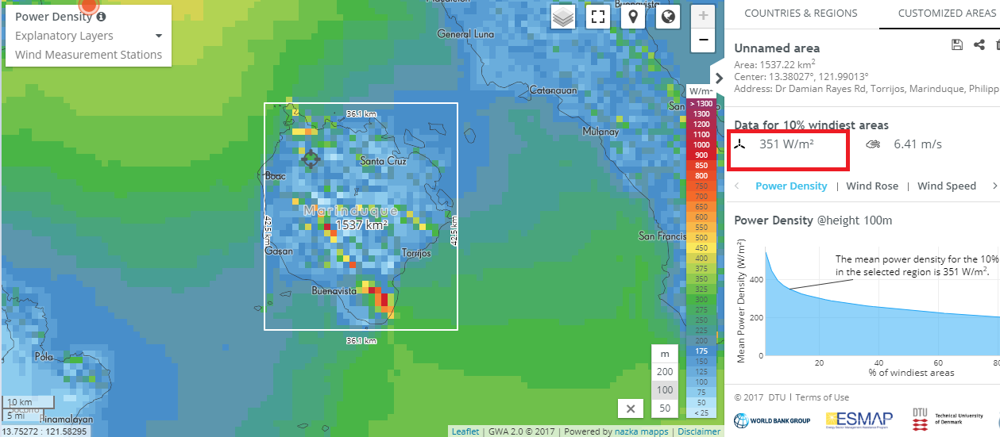 Power Density
Explanatory Layers
Wind Measurement Stations
Buenavista
General Luna
Catanauan
Mulanay
San
San Francis
36.1 km
Santa Cruz
Boac
Marinduque
1537 km²
42.5 km
42.5 km
Gasan
Torrijos
Buenavista
36.1 km
Pola
Pinamalayan
10 km
5 mi
13.75272 : 121.58295
+
−
W/m²
> 1300
1300
1200
1100
1000
900
850
800
750
700
650
600
550
500
450
400
375
350
325
300
275
250
225
200
175
150
125
100
75
50
< 25
m
200
100
50
Leaflet | GWA 2.0 © 2017 | Powered by nazka mapps | Disclaimer
COUNTRIES & REGIONS CUSTOMIZED AREAS
Unnamed area
Area: 1537.22 km²
Center: 13.38027°, 121.99013°
Address: Dr Damian Rayes Rd, Torrijos, Marinduque, Philipp
Data for 10% windiest areas
351 W/m² 6.41 m/s
Power Density | Wind Rose | Wind Speed
Power Density @height 100m
Mean Power Density (W/m²)
400
200
0
The mean power density for the 10%
in the selected region is 351 W/m².
20 40 60 80
% of windiest areas
© 2017 DTU | Terms of Use
WORLD BANK GROUP
ESMAP
Energy Sector Management Assistance Program
DTU
Technical University
of Denmark